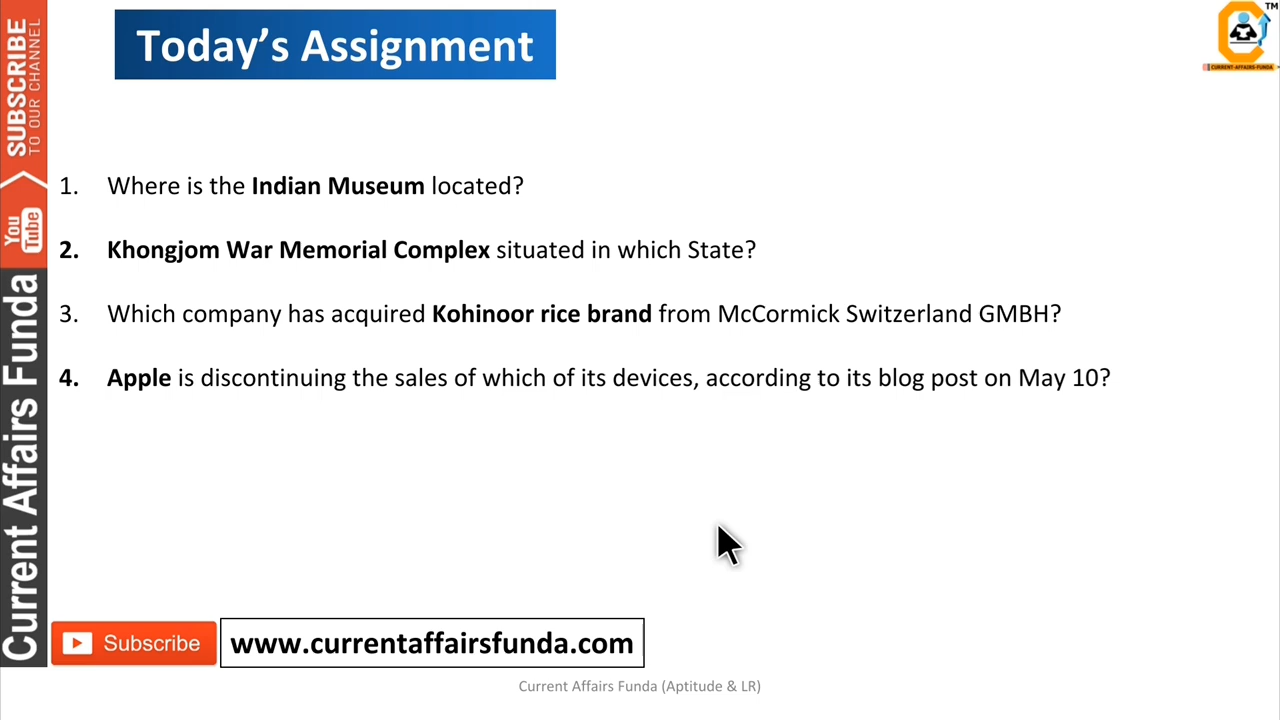 Today’s Assignment
SUBSCRIBE
TO OUR CHANNEL
You
Tube
Current Affairs Funda
TM
CURRENT-AFFAIRS-FUNDA
1. Where is the Indian Museum located?
2. Khongjom War Memorial Complex situated in which State?
3. Which company has acquired Kohinoor rice brand from McCormick Switzerland GMBH?
4. Apple is discontinuing the sales of which of its devices, according to its blog post on May 10?
Subscribe
www.currentaffairsfunda.com
Current Affairs Funda (Aptitude & LR)